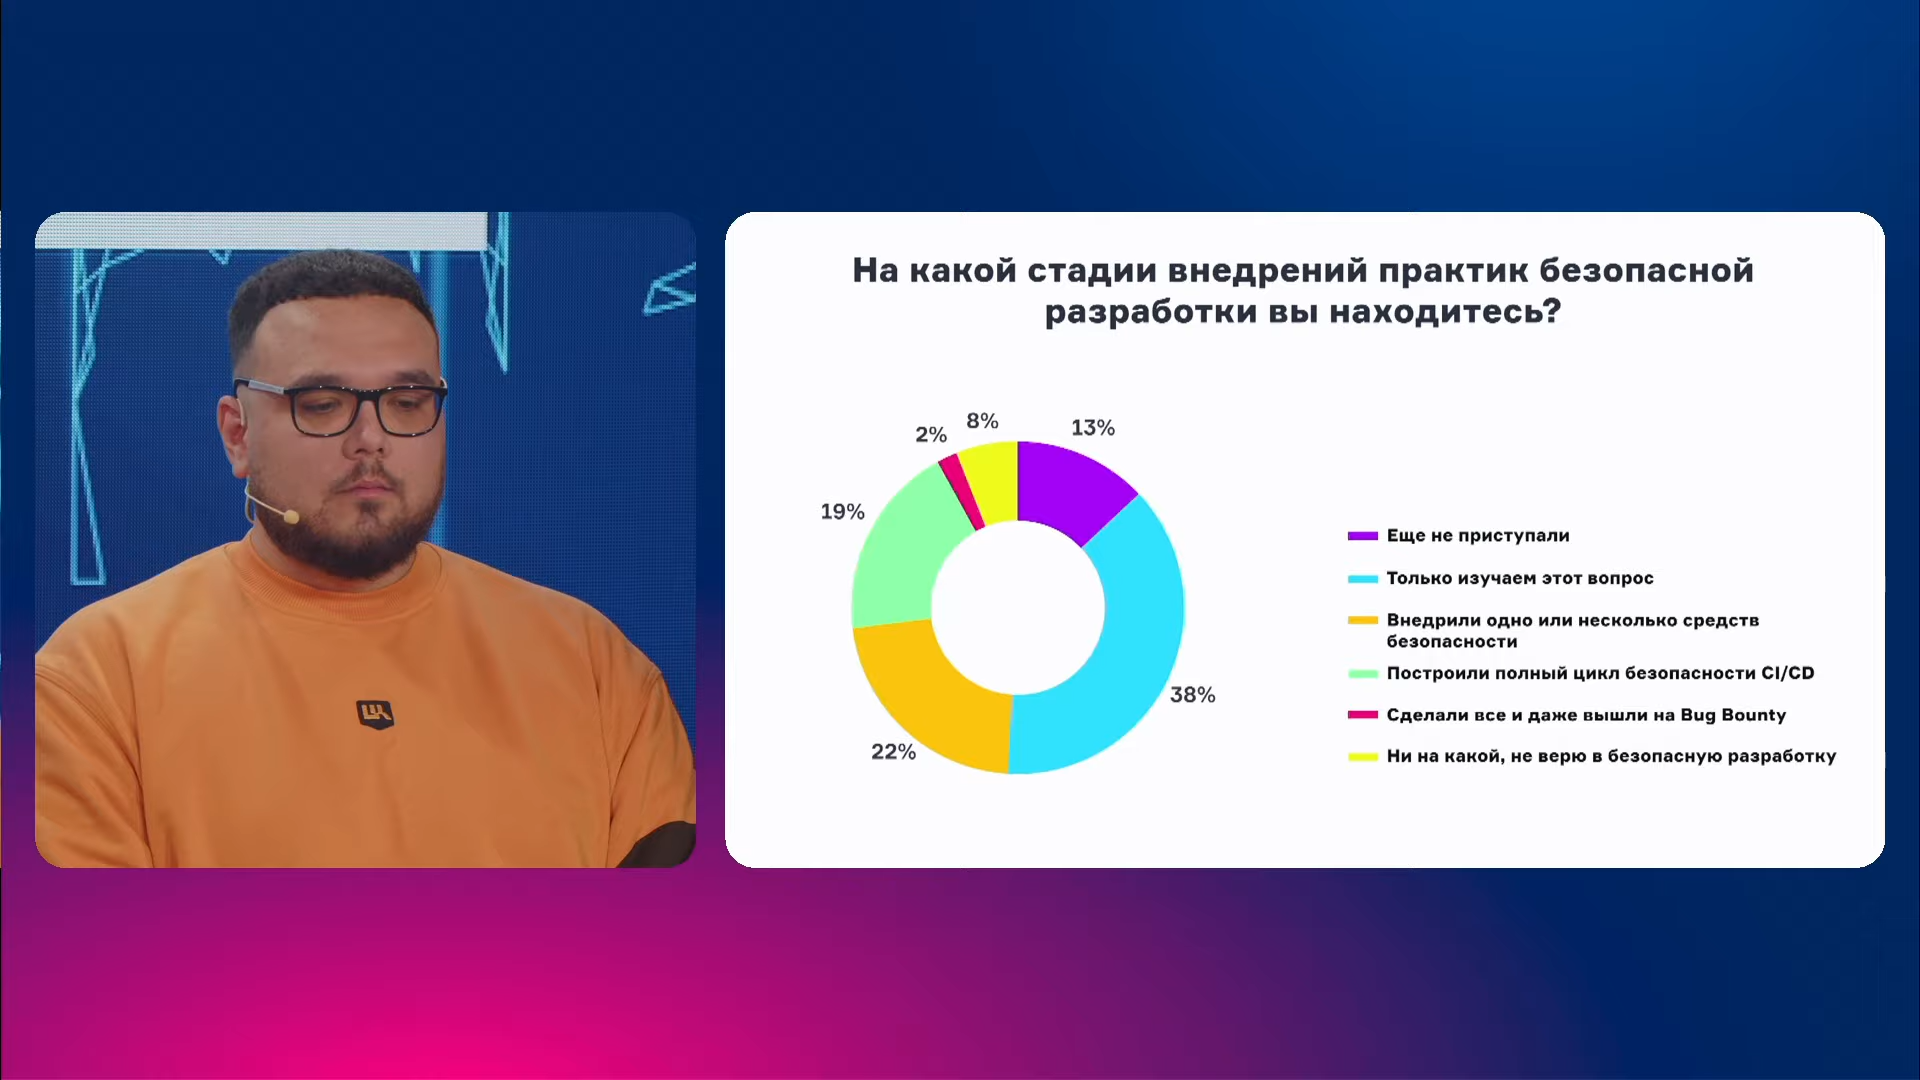 На какой стадии внедрений практик безопасной
разработки вы находитесь?
8%
13%
2%
19%
38%
22%
Еще не приступали
Только изучаем этот вопрос
Внедрили одно или несколько средств
безопасности
Построили полный цикл безопасности CI/CD
Сделали все и даже вышли на Bug Bounty
Ни на какой, не верю в безопасную разработку